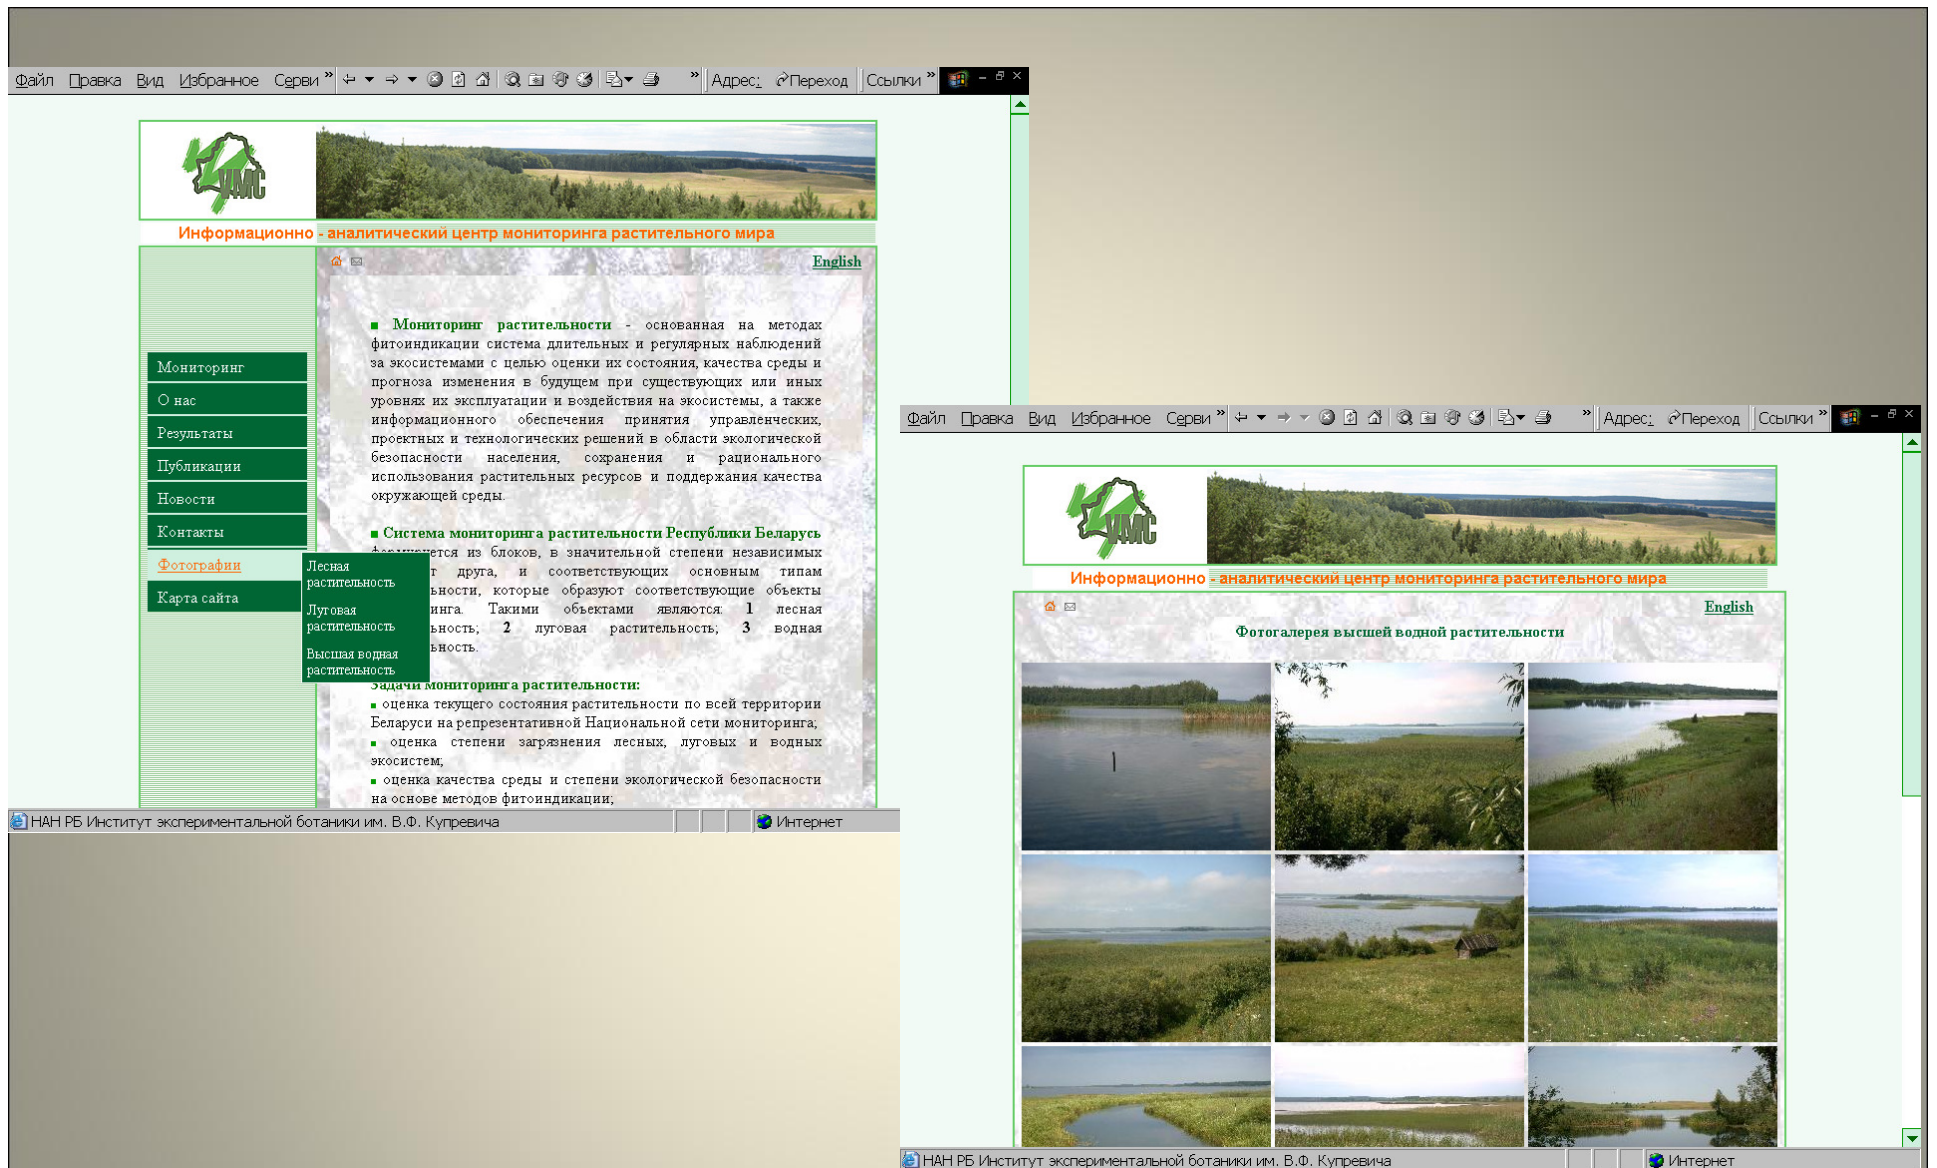 Файл Правка Вид Избранное Серви » Адрес: Переход Ссылки »
VMC
Информационно - аналитический центр мониторинга растительного мира
English
Мониторинг
О нас
Результаты
Публикации
Новости
Контакты
Фотографии
Карта сайта
Лесная
растительность
Луговая
растительность
Высшая водная
растительность
Мониторинг растительности - основанная на методах
фитоиндикации система длительных и регулярных наблюдений
за экосистемами с целью оценки их состояния, качества среды и
прогноза изменения в будущем при существующих или иных
уровнях их эксплуатации и воздействия на экосистемы, а также
информационного обеспечения принятия управленческих,
проектных и технологических решений в области экологической
безопасности населения, сохранения и рационального
использования растительных ресурсов и поддержания качества
окружающей среды.
Система мониторинга растительности Республики Беларусь
формируется из блоков, в значительной степени независимых
друга, и соответствующих основным типам
ьности, которые образуют соответствующие объекты
инга. Такими объектами являются: 1 лесная
ьность; 2 луговая растительность; 3 водная
ьность.
Задачи мониторинга растительности:
оценка текущего состояния растительности по всей территории
Беларуси на репрезентативной Национальной сети мониторинга;
оценка степени загрязнения лесных, луговых и водных
экосистем;
оценка качества среды и степени экологической безопасности
на основе методов фитоиндикации;
НАН РБ Институт экспериментальной ботаники им. В.Ф. Купревича Интернет
Файл Правка Вид Избранное Серви » Адрес: Переход Ссылки »
VMC
Информационно - аналитический центр мониторинга растительного мира
English
Фотогалерея высшей водной растительности
НАН РБ Институт экспериментальной ботаники им. В.Ф. Купревича Интернет